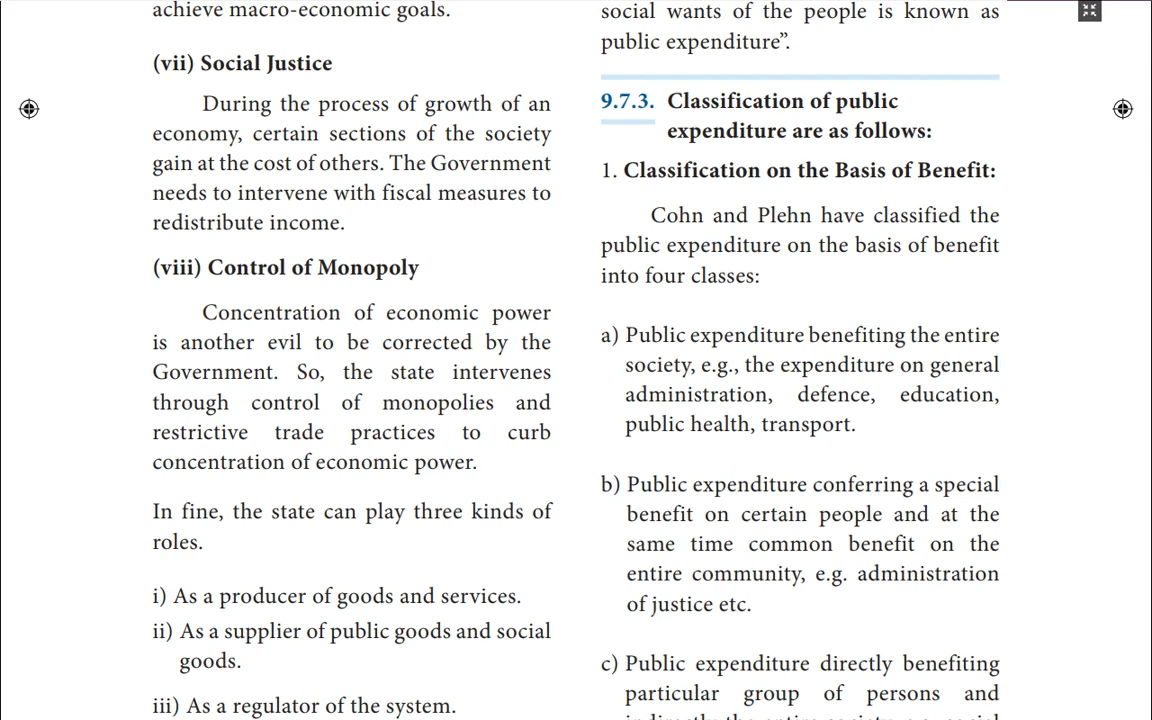 achieve macro-economic goals.
(vii) Social Justice
During the process of growth of an
economy, certain sections of the society
gain at the cost of others. The Government
needs to intervene with fiscal measures to
redistribute income.
(viii) Control of Monopoly
Concentration of economic power
is another evil to be corrected by the
Government. So, the state intervenes
through control of monopolies and
restrictive trade practices to curb
concentration of economic power.
In fine, the state can play three kinds of
roles.
i) As a producer of goods and services.
ii) As a supplier of public goods and social
goods.
iii) As a regulator of the system.
social wants of the people is known as
public expenditure”.
9.7.3. Classification of public
expenditure are as follows:
1. Classification on the Basis of Benefit:
Cohn and Plehn have classified the
public expenditure on the basis of benefit
into four classes:
a) Public expenditure benefiting the entire
society, e.g., the expenditure on general
administration, defence, education,
public health, transport.
b) Public expenditure conferring a special
benefit on certain people and at the
same time common benefit on the
entire community, e.g. administration
of justice etc.
c) Public expenditure directly benefiting
particular group of persons and